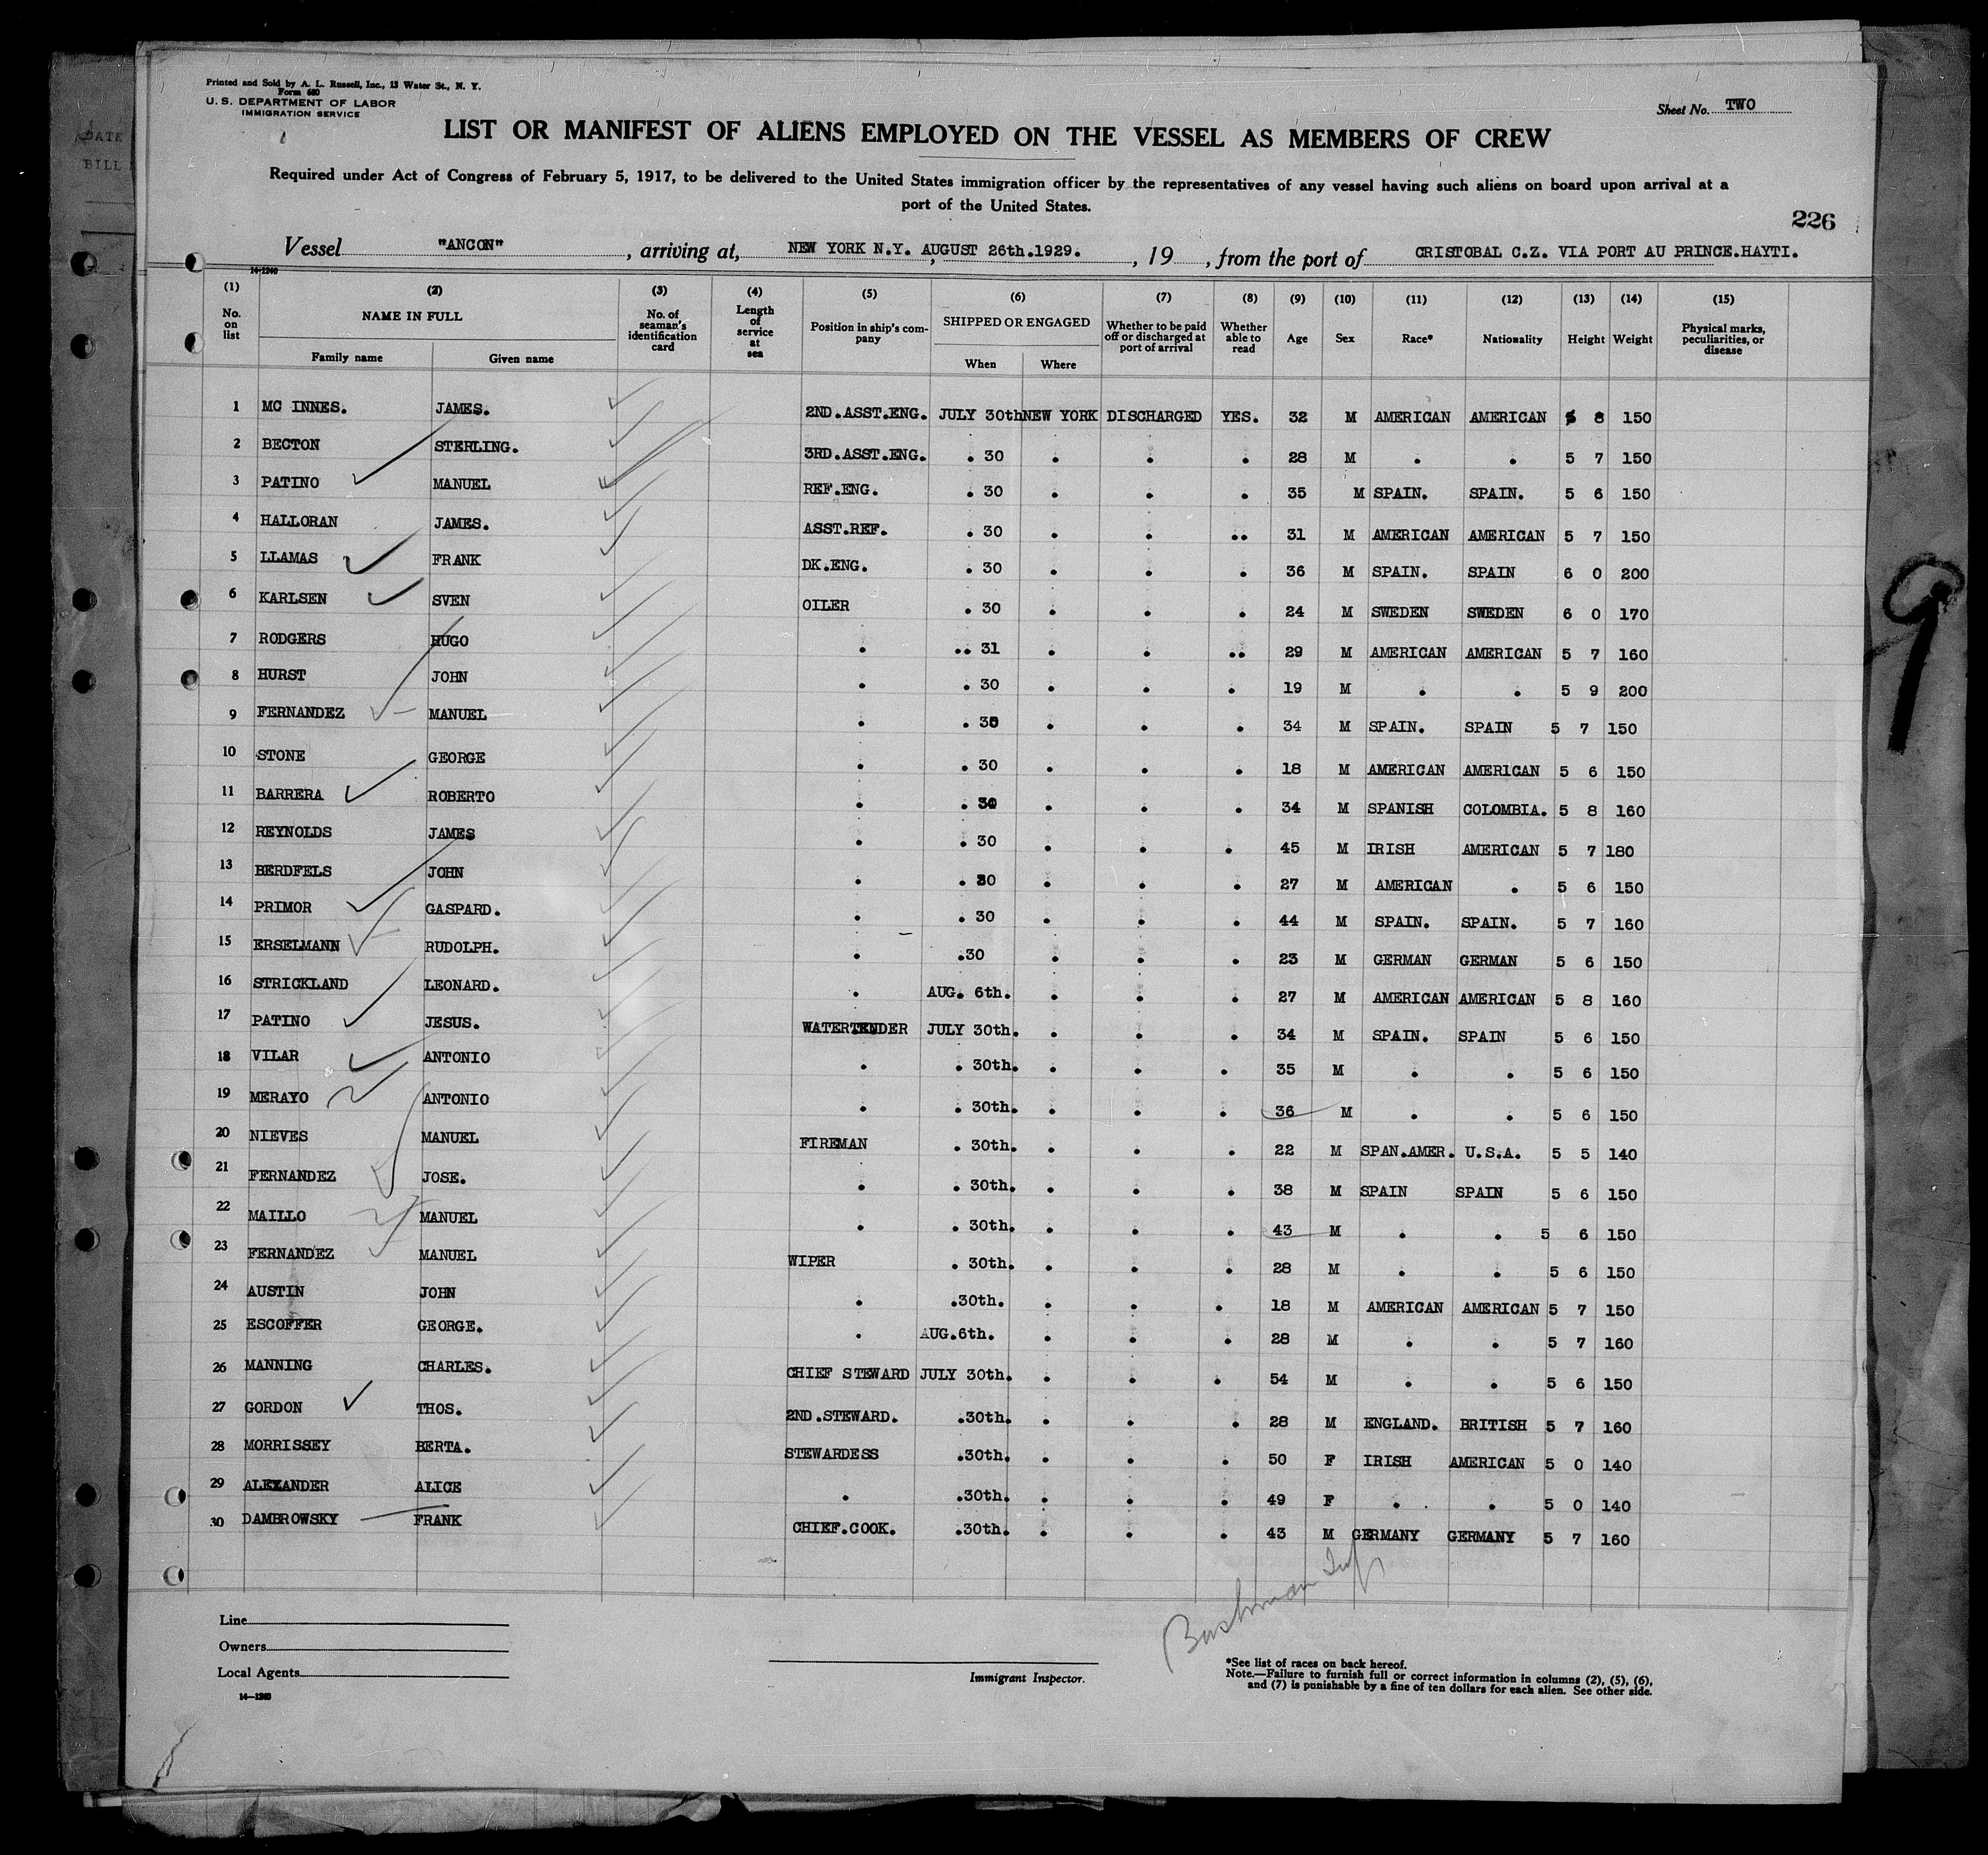 Printed and Sold by A. L. Russell, Inc., 13 Water St., N. Y.
Form 680
U. S. DEPARTMENT OF LABOR
IMMIGRATION SERVICE
Sheet No. TWO
LIST OR MANIFEST OF ALIENS EMPLOYED ON THE VESSEL AS MEMBERS OF CREW
Required under Act of Congress of February 5, 1917, to be delivered to the United States immigration officer by the representatives of any vessel having such aliens on board upon arrival at a
port of the United States.
226
Vessel "ANCON" , arriving at, NEW YORK N.Y. AUGUST 26th.1929. , 19 , from the port of CRISTOBAL C.Z. VIA PORT AU PRINCE.HAYTI.
14-1240
(1) (2) (3) (4) (5) (6) (7) (8) (9) (10) (11) (12) (13) (14) (15)
No. on list NAME IN FULL Family name Given name No. of seaman's identification card Length of service at sea Position in ship's company SHIPPED OR ENGAGED When Where Whether to be paid off or discharged at port of arrival Whether able to read Age Sex Race* Nationality Height Weight Physical marks, peculiarities, or disease
1 MC INNES. JAMES. 2ND.ASST.ENG. JULY 30th NEW YORK DISCHARGED YES. 32 M AMERICAN AMERICAN 5 8 150
2 BECTON STERLING. 3RD.ASST.ENG. . 30 . . . 28 M . . 5 7 150
3 PATINO MANUEL REF.ENG. . 30 . . . 35 M SPAIN. SPAIN. 5 6 150
4 HALLORAN JAMES. ASST.REF. . 30 . . .. 31 M AMERICAN AMERICAN 5 7 150
5 LLAMAS FRANK DK.ENG. . 30 . . . 36 M SPAIN. SPAIN 6 0 200
6 KARLSEN SVEN OILER . 30 . . . 24 M SWEDEN SWEDEN 6 0 170
7 RODGERS HUGO . .. 31 . . .. 29 M AMERICAN AMERICAN 5 7 160
8 HURST JOHN . . 30 . . . 19 M . . 5 9 200
9 FERNANDEZ MANUEL . . 30 . . . 34 M SPAIN. SPAIN 5 7 150
10 STONE GEORGE . . 30 . . . 18 M AMERICAN AMERICAN 5 6 150
11 BARRERA ROBERTO . . 30 . . . 34 M SPANISH COLOMBIA. 5 8 160
12 REYNOLDS JAMES . . 30 . . . 45 M IRISH AMERICAN 5 7 180
13 BERDFELS JOHN . . 30 . . . 27 M AMERICAN . 5 6 150
14 PRIMOR GASPARD. . . 30 . . . 44 M SPAIN. SPAIN. 5 7 160
15 ERSELMANN RUDOLPH. . .30 . . . 23 M GERMAN GERMAN 5 6 150
16 STRICKLAND LEONARD. . AUG. 6th. . . . 27 M AMERICAN AMERICAN 5 8 160
17 PATINO JESUS. WATERTENDER JULY 30th. . . . 34 M SPAIN. SPAIN 5 6 150
18 VILAR ANTONIO . . 30th. . . . 35 M . . 5 6 150
19 MERAYO ANTONIO . . 30th. . . . 36 M . . 5 6 150
20 NIEVES MANUEL FIREMAN . 30th. . . . 22 M SPAN.AMER. U.S.A. 5 5 140
21 FERNANDEZ JOSE. . . 30th. . . . 38 M SPAIN SPAIN 5 6 150
22 MAILLO MANUEL . . 30th. . . . 43 M . . 5 6 150
23 FERNANDEZ MANUEL WIPER . 30th. . . . 28 M . . 5 6 150
24 AUSTIN JOHN . .30th. . . . 18 M AMERICAN AMERICAN 5 7 150
25 ESCOFFER GEORGE. . AUG.6th. . . . 28 M . . 5 7 160
26 MANNING CHARLES. CHIEF STEWARD JULY 30th. . . . 54 M . . 5 6 150
27 GORDON THOS. 2ND.STEWARD. .30th. . . . 28 M ENGLAND. BRITISH 5 7 160
28 MORRISSEY BERTA. STEWARDESS .30th. . . . 50 F IRISH AMERICAN 5 0 140
29 ALEXANDER ALICE . .30th. . . . 49 F . . 5 0 140
30 DAMBROWSKY FRANK CHIEF.COOK. .30th. . . . 43 M GERMANY GERMANY 5 7 160
Line
Owners
Local Agents
14—1240
Immigrant Inspector.
*See list of races on back hereof.
Note.—Failure to furnish full or correct information in columns (2), (5), (6),
and (7) is punishable by a fine of ten dollars for each alien. See other side.
DATE
BILL